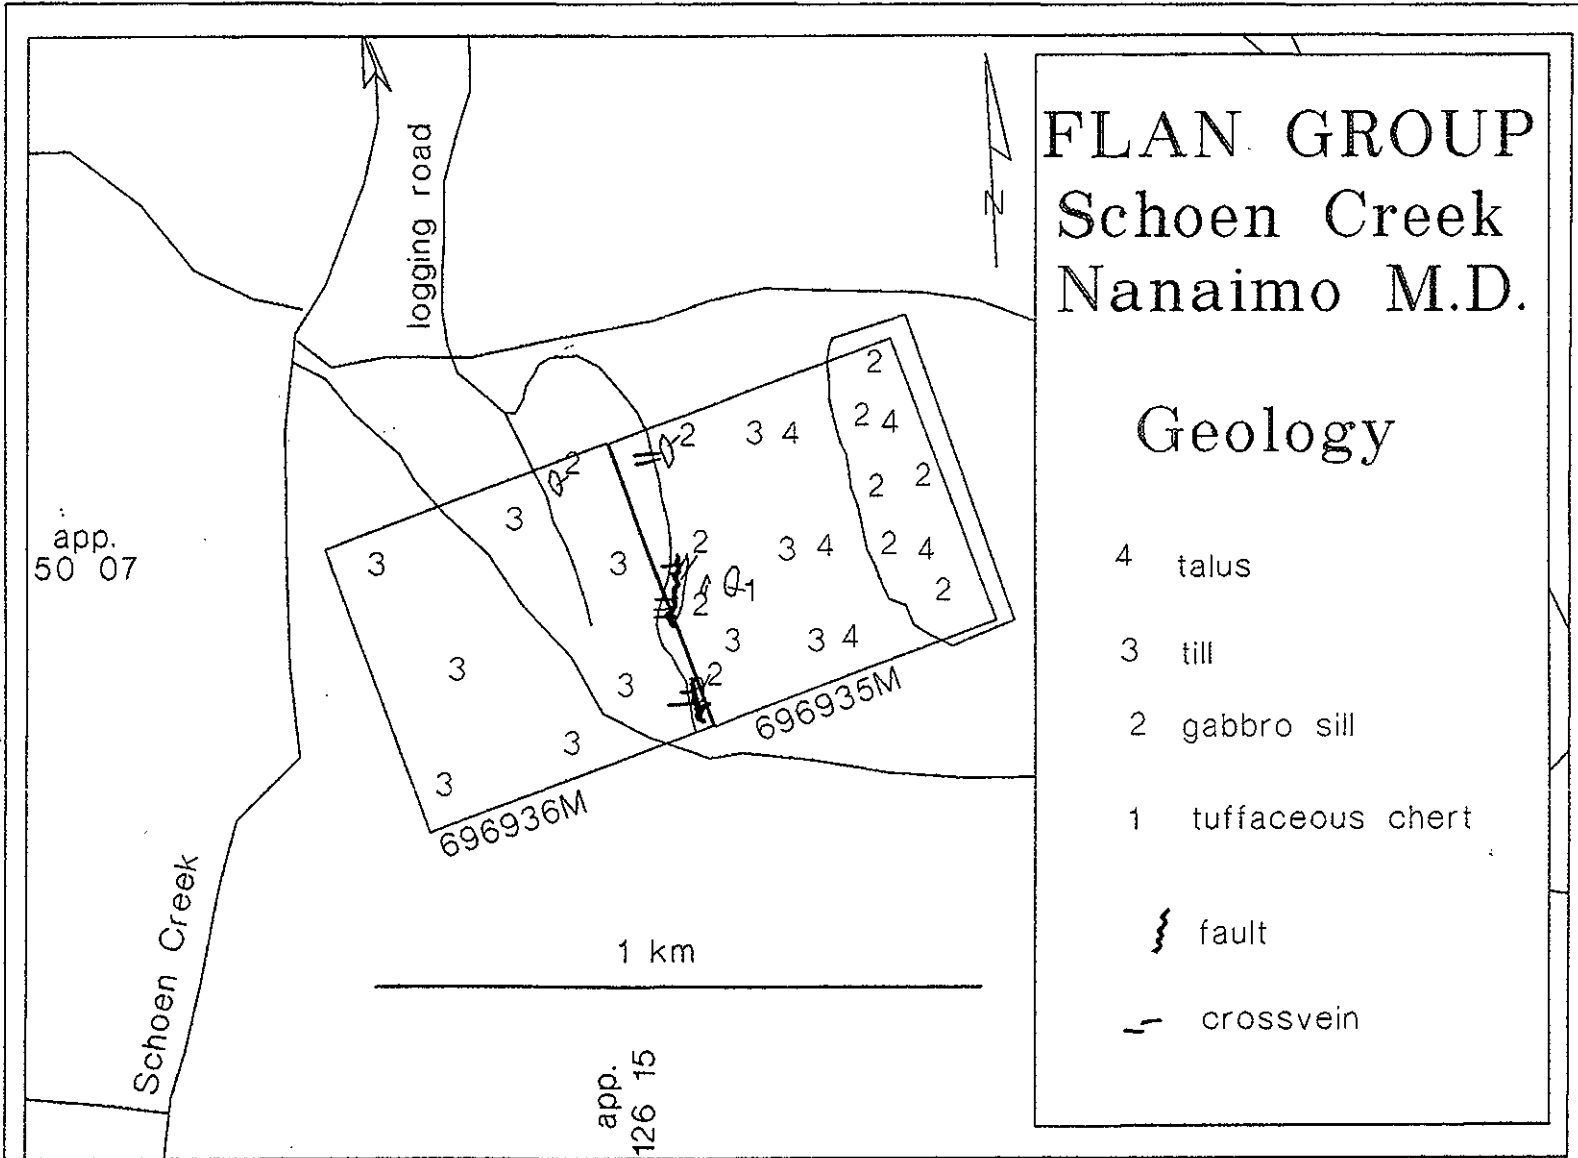 FLAN GROUP
Schoen Creek
Nanaimo M.D.
Geology
4 talus
3 till
2 gabbro sill
1 tuffaceous chert
fault
crossvein
logging road
N
app.
50 07
2
2
3 4
2
2 4
2 2
3
3
3
2
3 4
2 4
2
1
2
3
3 4
3
3
2
3
3
696935M
696936M
1 km
Schoen Creek
app.
126 15